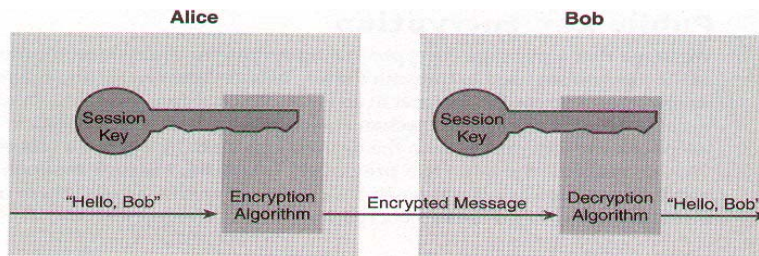 Alice
Bob
Session
Key
Session
Key
"Hello, Bob"
Encryption
Algorithm
Encrypted Message
Decryption
Algorithm
"Hello, Bob"